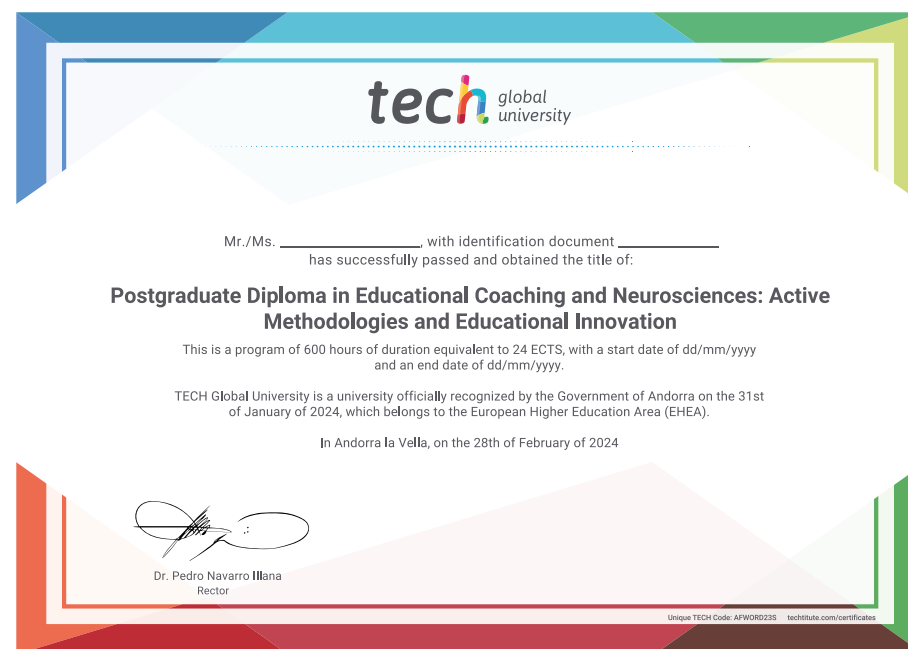 tech global university
Mr./Ms. ____________________, with identification document ______________
has successfully passed and obtained the title of:
Postgraduate Diploma in Educational Coaching and Neurosciences: Active
Methodologies and Educational Innovation
This is a program of 600 hours of duration equivalent to 24 ECTS, with a start date of dd/mm/yyyy
and an end date of dd/mm/yyyy.
TECH Global University is a university officially recognized by the Government of Andorra on the 31st
of January of 2024, which belongs to the European Higher Education Area (EHEA).
In Andorra la Vella, on the 28th of February of 2024
Dr. Pedro Navarro Illana
Rector
Unique TECH Code: AFWORD23S techtitute.com/certificates